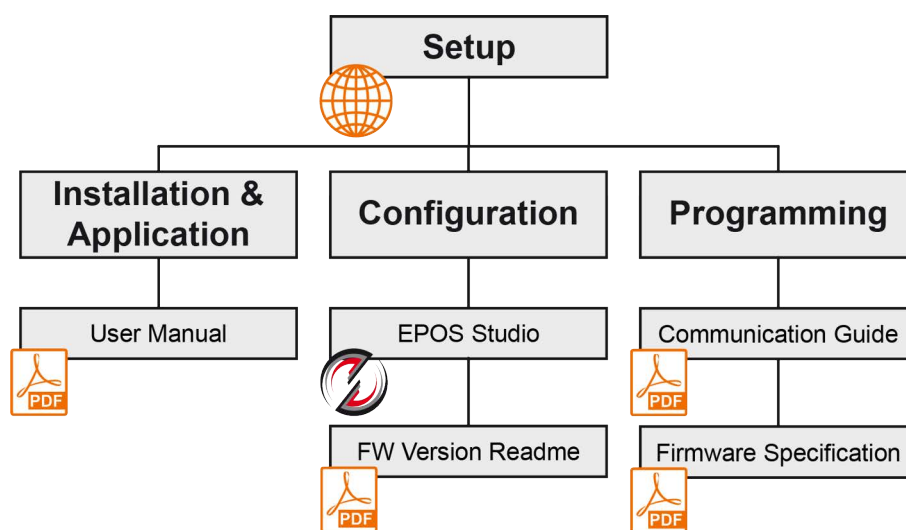 Setup
Installation &
Application
Configuration
Programming
User Manual
PDF
EPOS Studio
Communication Guide
PDF
FW Version Readme
PDF
Firmware Specification
PDF